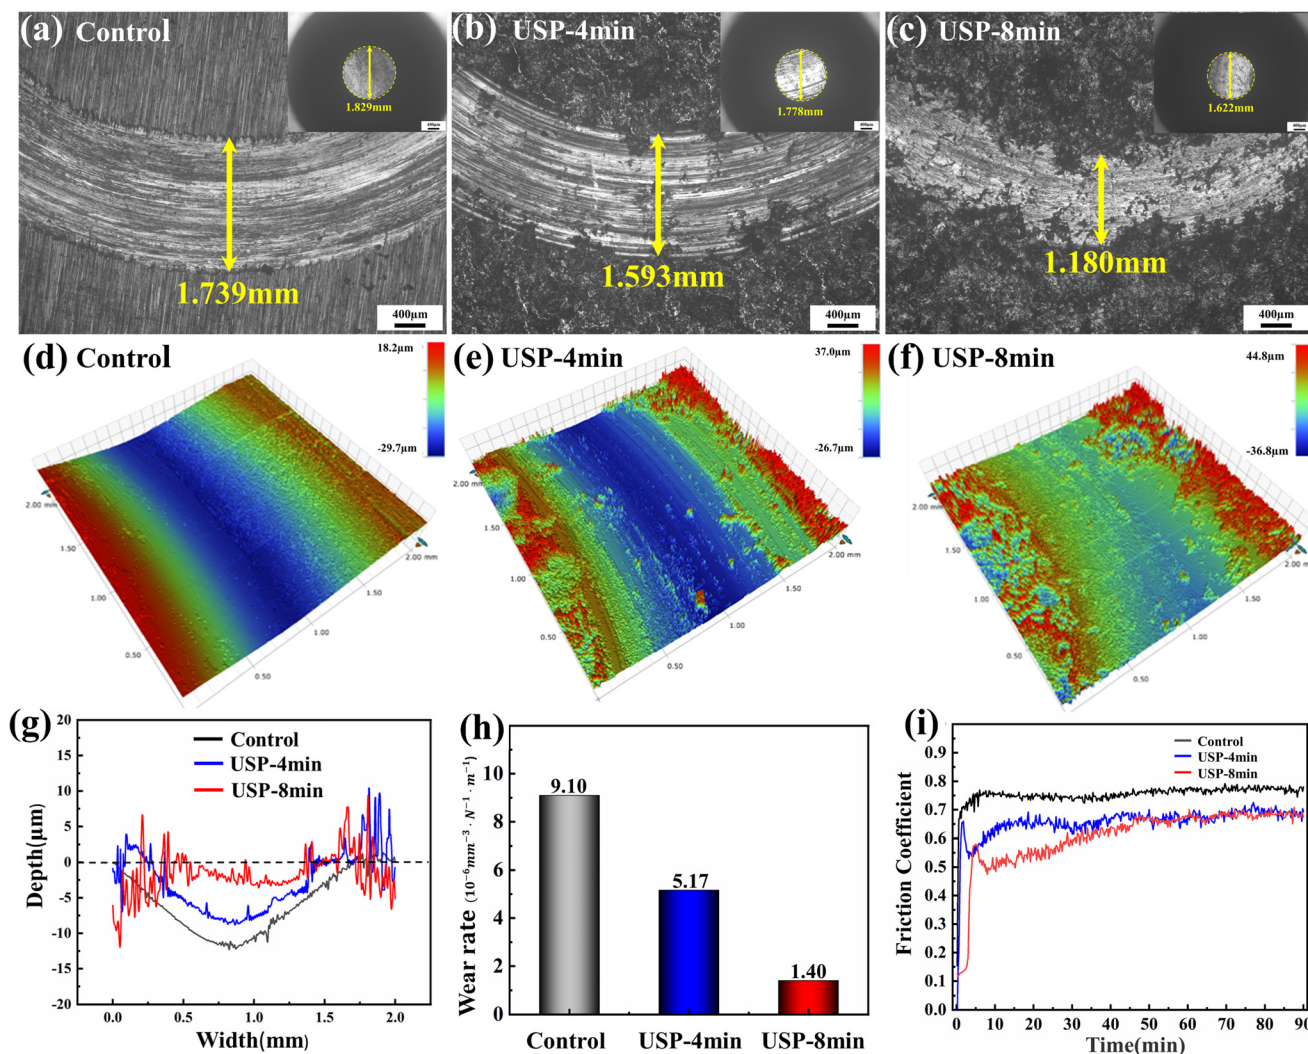 (a) Control
1.829mm
400μm
1.739mm
400μm
(b) USP-4min
1.778mm
400μm
1.593mm
400μm
(c) USP-8min
1.622mm
400μm
1.180mm
400μm
(d) Control
18.2μm
-29.7μm
2.00 mm
1.50
1.00
0.50
0.50
1.00
1.50
2.00 mm
(e) USP-4min
37.0μm
-26.7μm
2.00 mm
1.50
1.00
0.50
0.50
1.00
1.50
2.00 mm
(f) USP-8min
44.8μm
-36.8μm
2.00 mm
1.50
1.00
0.50
0.50
1.00
1.50
2.00 mm
(g)
Control
USP-4min
USP-8min
Depth(μm)
20
15
10
5
0
-5
-10
-15
-20
0.0 0.5 1.0 1.5 2.0
Width(mm)
(h)
Wear rate (10⁻⁶mm⁻³ · N⁻¹ · m⁻¹)
10
8
6
4
2
0
9.10
5.17
1.40
Control USP-4min USP-8min
(i)
Control
USP-4min
USP-8min
Friction Coefficient
0.9
0.8
0.7
0.6
0.5
0.4
0.3
0.2
0.1
0.0
0 10 20 30 40 50 60 70 80 90
Time(min)